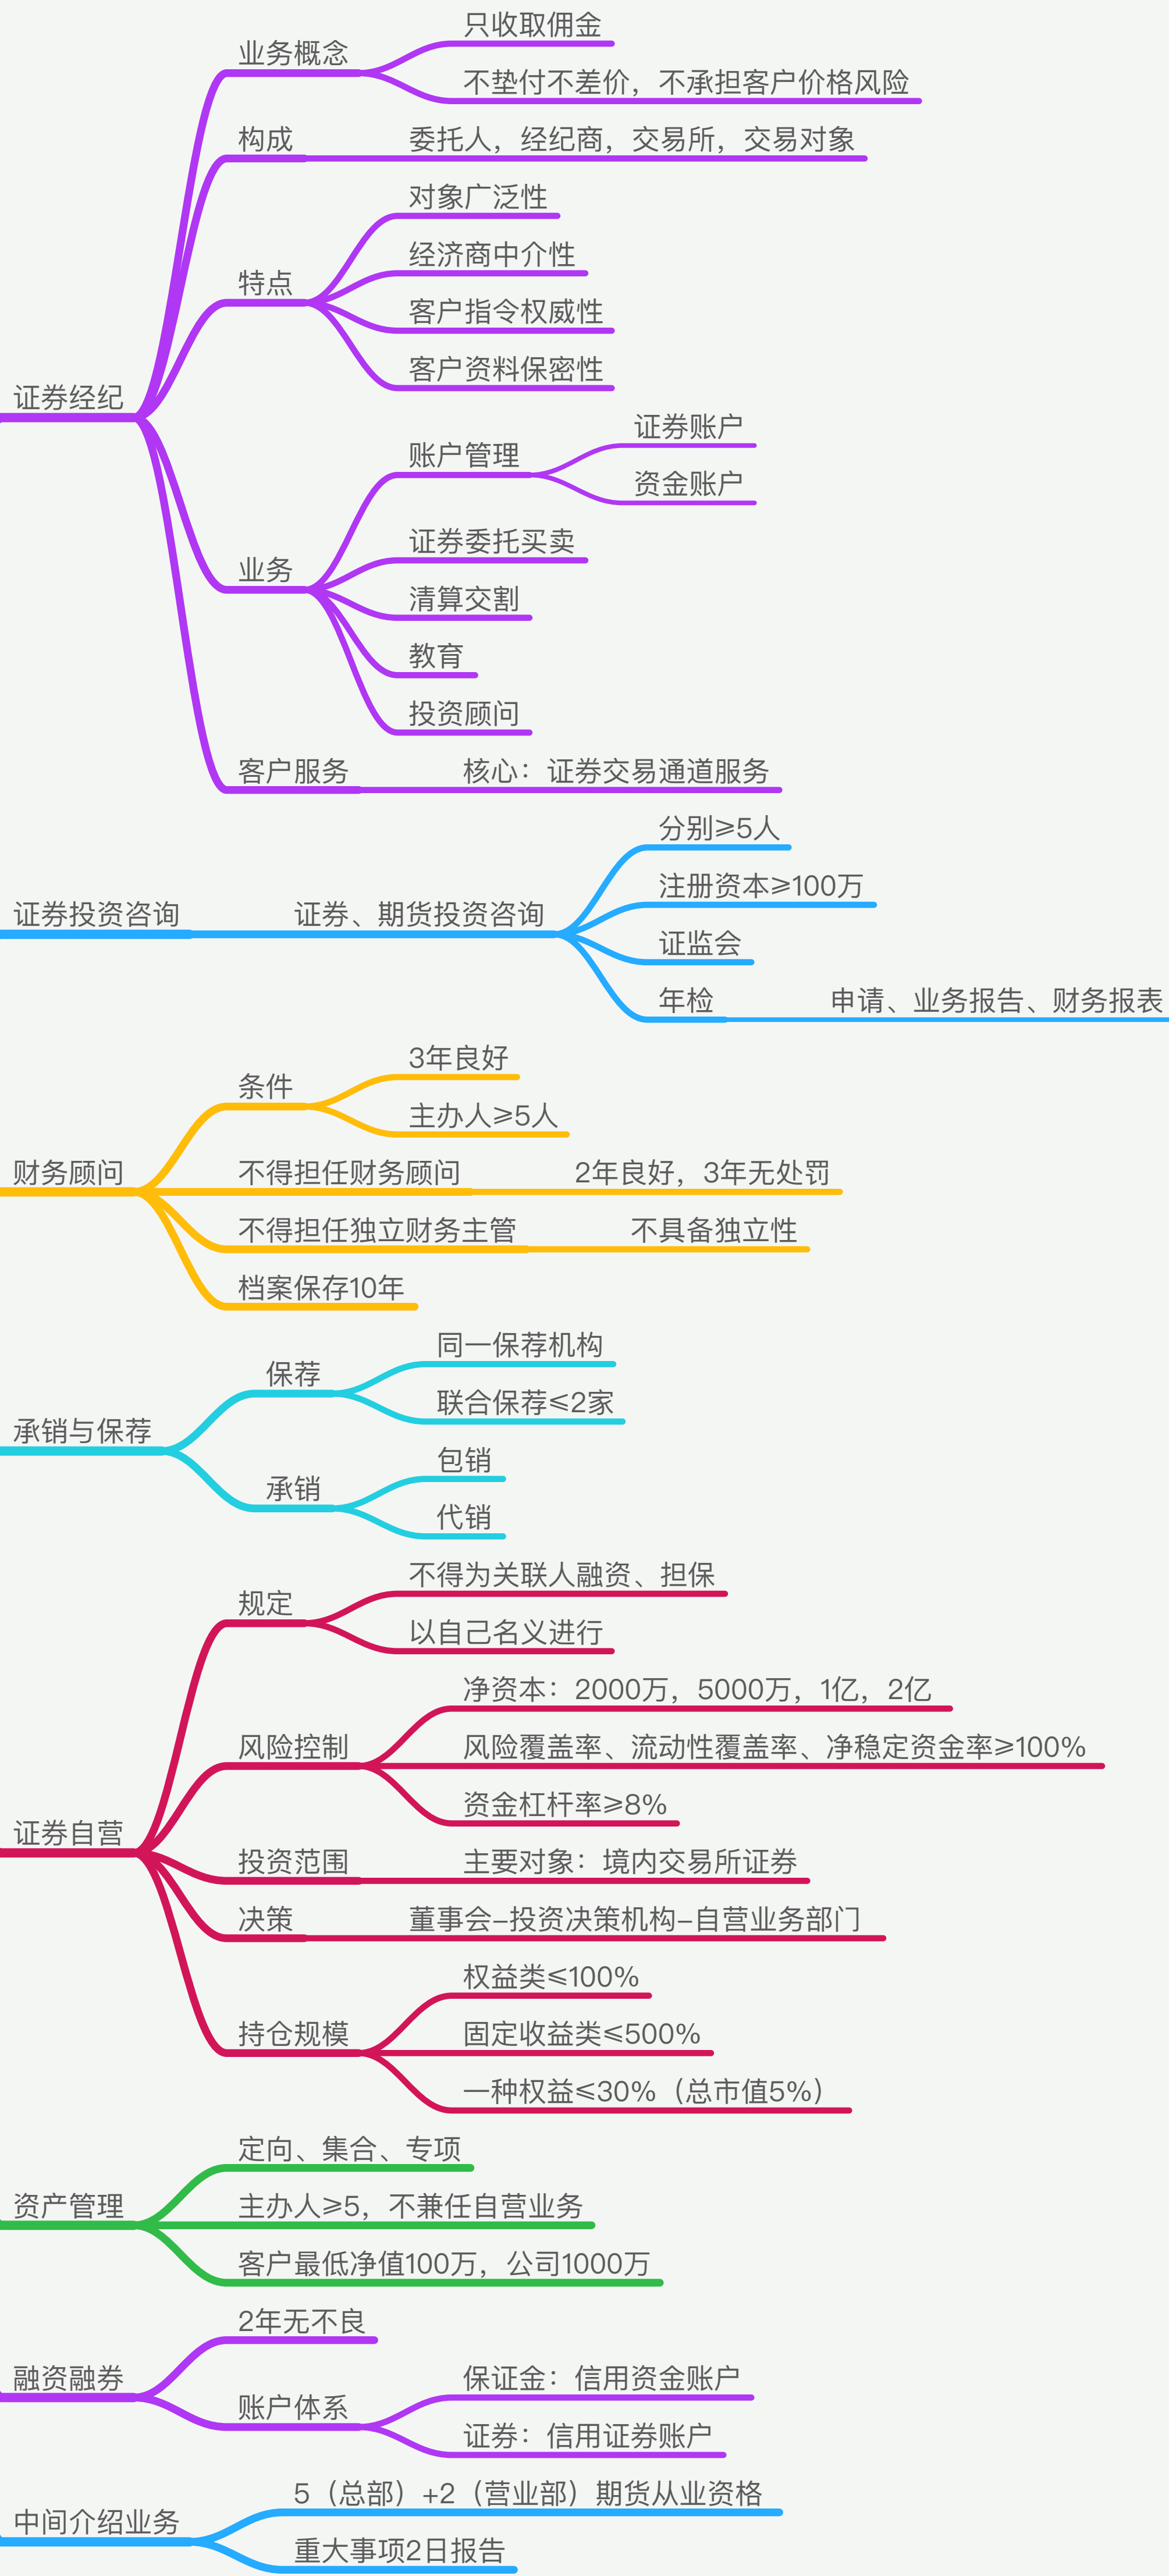 只收取佣金
业务概念
不垫付不差价，不承担客户价格风险
构成
委托人，经纪商，交易所，交易对象
对象广泛性
经济商中介性
特点
客户指令权威性
客户资料保密性
证券经纪
证券账户
账户管理
资金账户
证券委托买卖
业务
清算交割
教育
投资顾问
客户服务
核心：证券交易通道服务
分别≥5人
注册资本≥100万
证券投资咨询
证券、期货投资咨询
证监会
年检
申请、业务报告、财务报表
3年良好
条件
主办人≥5人
财务顾问
不得担任财务顾问
2年良好，3年无处罚
不得担任独立财务主管
不具备独立性
档案保存10年
同一保荐机构
保荐
联合保荐≤2家
承销与保荐
包销
承销
代销
不得为关联人融资、担保
规定
以自己名义进行
净资本：2000万，5000万，1亿，2亿
风险控制
风险覆盖率、流动性覆盖率、净稳定资金率≥100%
资金杠杆率≥8%
证券自营
投资范围
主要对象：境内交易所证券
决策
董事会-投资决策机构-自营业务部门
权益类≤100%
持仓规模
固定收益类≤500%
一种权益≤30%（总市值5%）
定向、集合、专项
资产管理
主办人≥5，不兼任自营业务
客户最低净值100万，公司1000万
2年无不良
融资融券
保证金：信用资金账户
账户体系
证券：信用证券账户
5（总部）+2（营业部）期货从业资格
中间介绍业务
重大事项2日报告